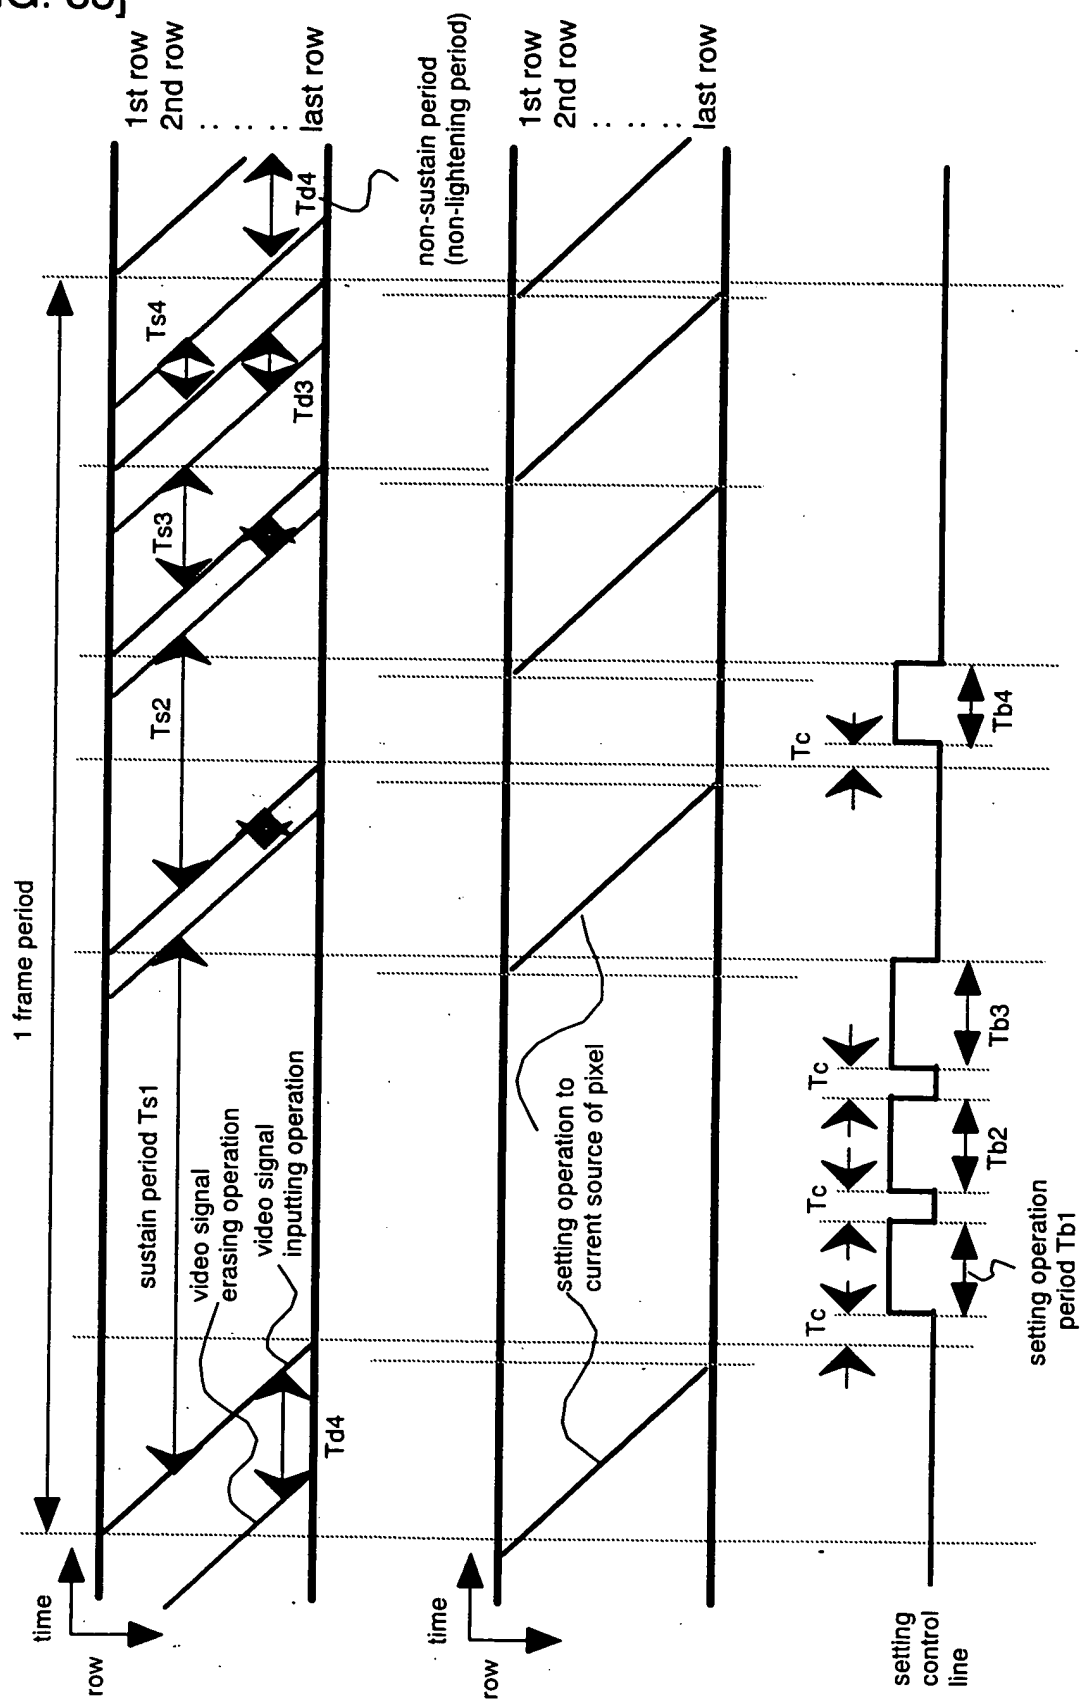 1 frame period
time
row
sustain period Ts1
Ts2
Ts3
Ts4
1st row
2nd row
: :
: :
: :
last row
video signal
erasing operation
video signal
inputting operation
Td4
Td3
Td4
non-sustain period
(non-lightening period)
time
row
1st row
2nd row
: :
: :
: :
last row
setting operation to
current source of pixel
Tc
Tc
Tc
Tc
setting
control
line
setting operation
period Tb1
Tb2
Tb3
Tb4